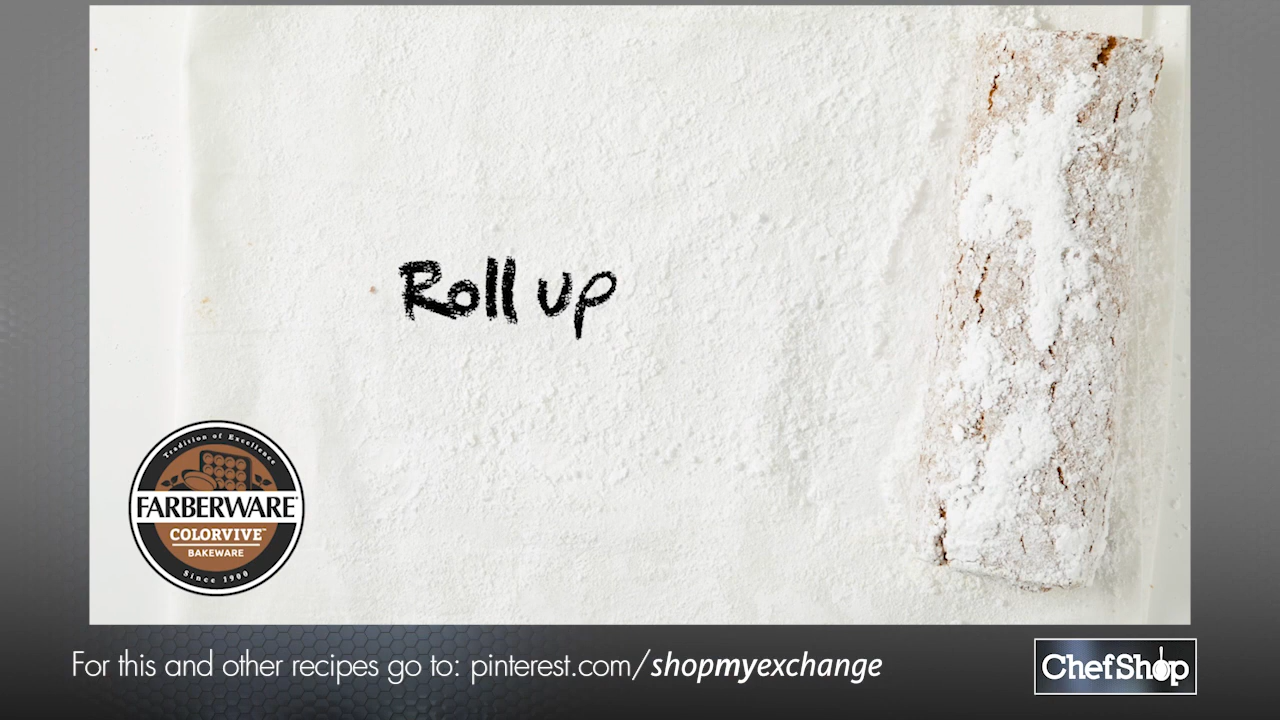 Roll up
Tradition of Excellence
FARBERWARE
COLORVIVE™
BAKEWARE
Since 1900
For this and other recipes go to: pinterest.com/shopmyexchange
ChefShop